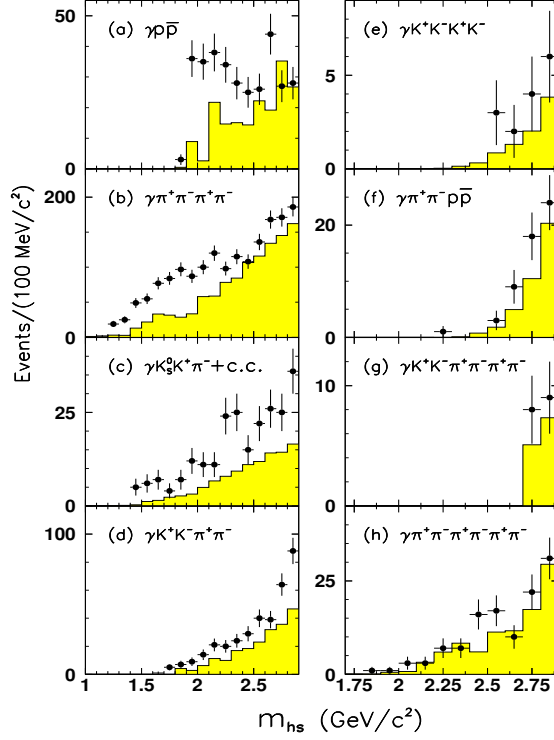 Events/(100 MeV/c²)
(a) γpp̅
50
25
0
(b) γπ⁺π⁻π⁺π⁻
200
100
0
(c) γK⁰ₛK⁺π⁻+c.c.
25
0
(d) γK⁺K⁻π⁺π⁻
100
0
1 1.5 2 2.5
(e) γK⁺K⁻K⁺K⁻
5
0
(f) γπ⁺π⁻pp̅
20
0
(g) γK⁺K⁻π⁺π⁻π⁺π⁻
10
0
(h) γπ⁺π⁻π⁺π⁻π⁺π⁻
25
0
1.75 2 2.25 2.5 2.75
m_hs (GeV/c²)